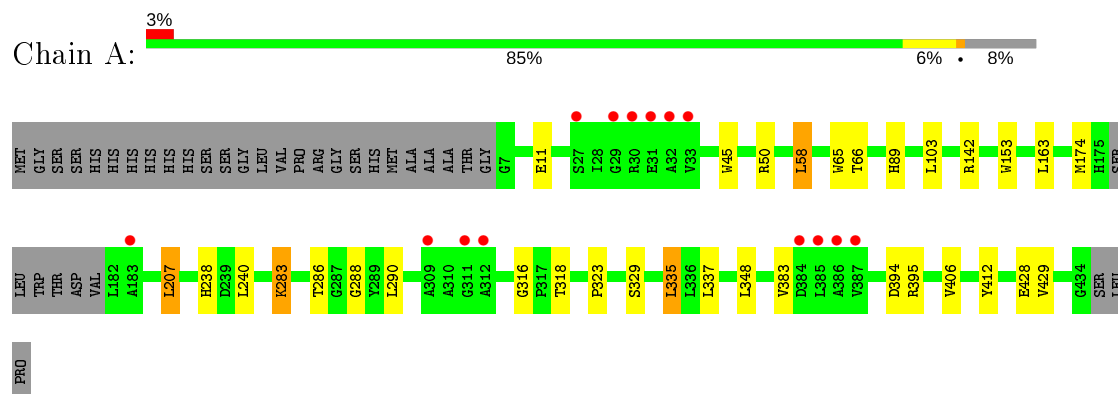 3%
Chain A:
85% 6% • 8%
MET GLY SER SER HIS HIS HIS HIS HIS HIS SER SER GLY LEU VAL PRO ARG GLY SER HIS MET ALA ALA ALA THR GLY G7 E11 S27 I28 G29 R30 E31 A32 V33 W45 R50 L58 W65 T66 H89 L103 R142 W153 L163 M174 H175 SER
LEU TRP THR ASP VAL L182 A183 L207 H238 D239 L240 K283 T286 G287 G288 Y289 L290 A309 A310 G311 A312 G316 P317 T318 P323 S329 L335 L336 L337 L348 V383 D384 L385 A386 V387 D394 R395 V406 Y412 E428 V429 G434 SER LEU
PRO